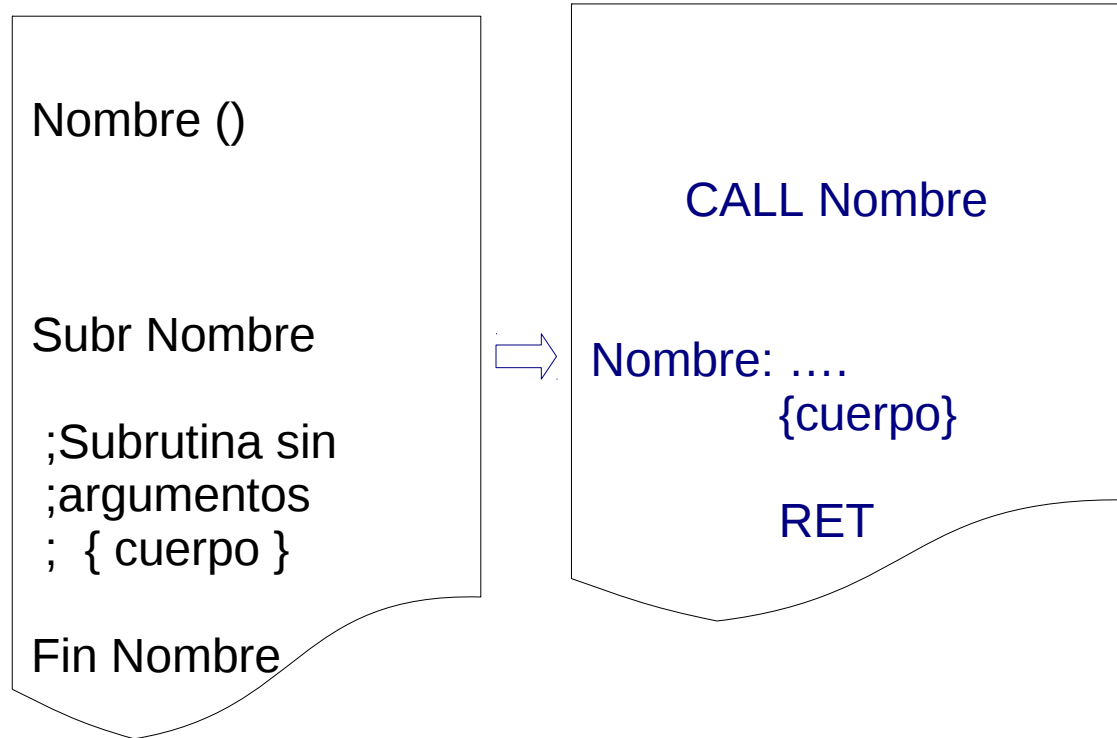 Nombre ()
Subr Nombre
;Subrutina sin
;argumentos
; { cuerpo }
Fin Nombre
CALL Nombre
Nombre: ....
{cuerpo}
RET